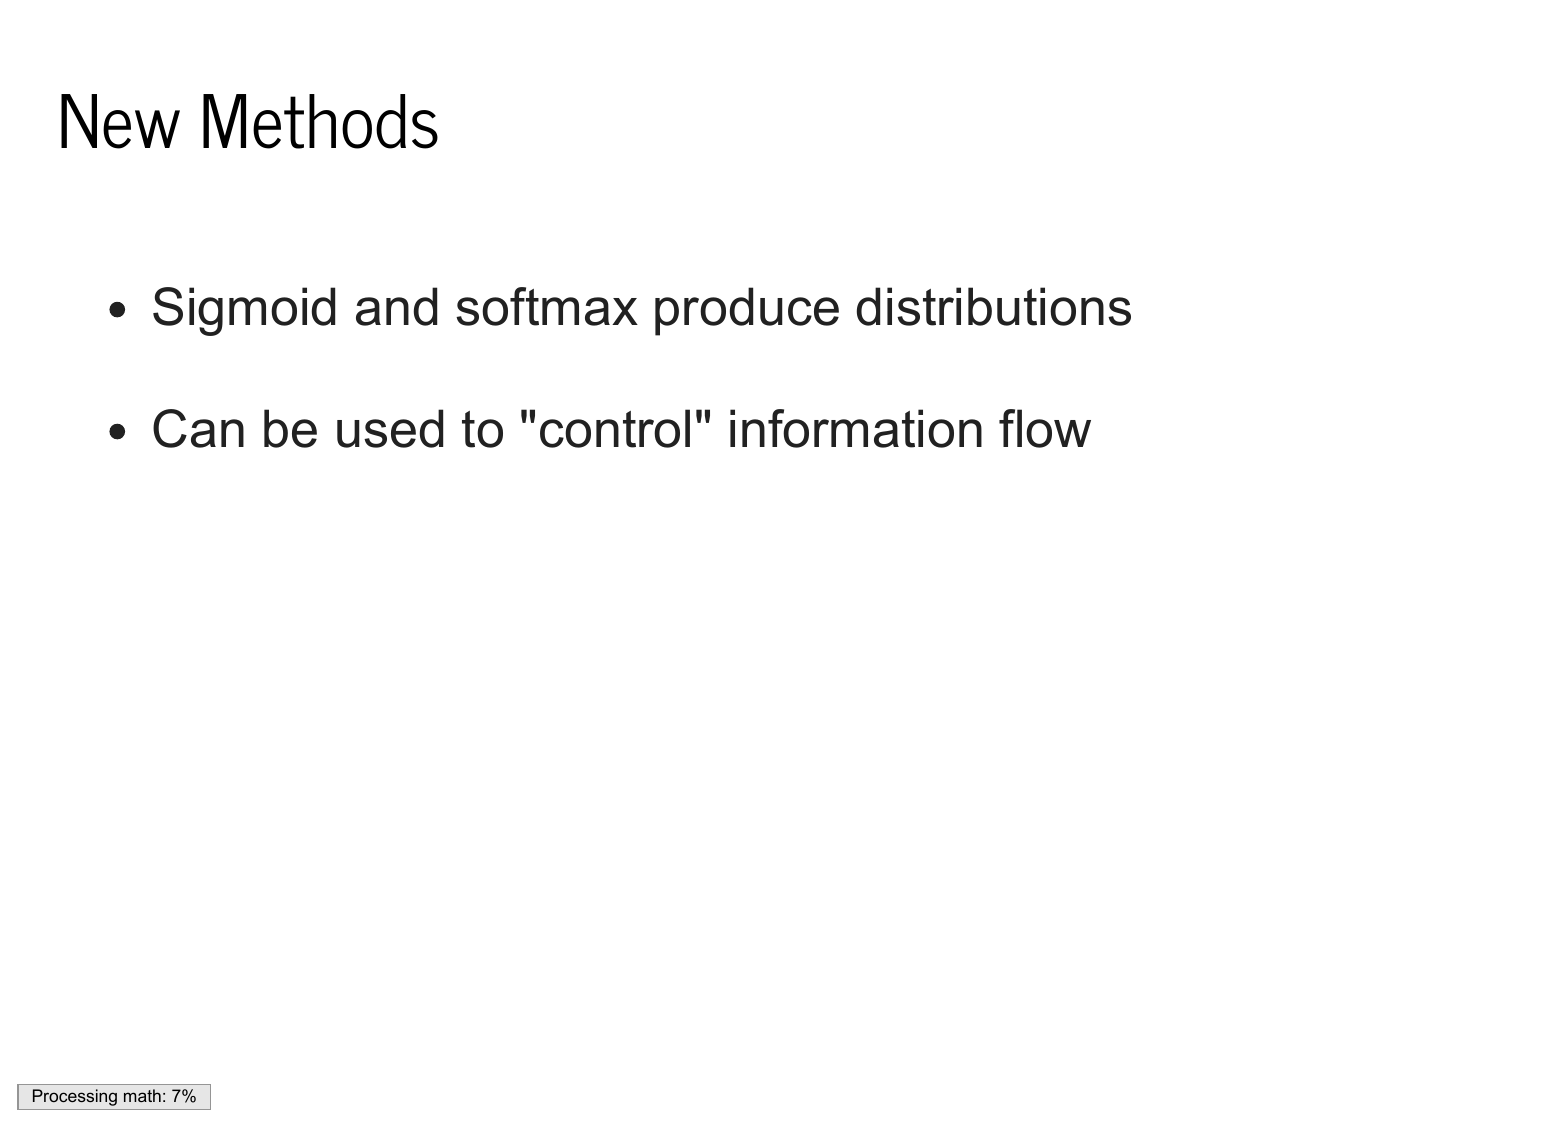 New Methods
Sigmoid and softmax produce distributions
Can be used to "control" information flow
Processing math: 7%